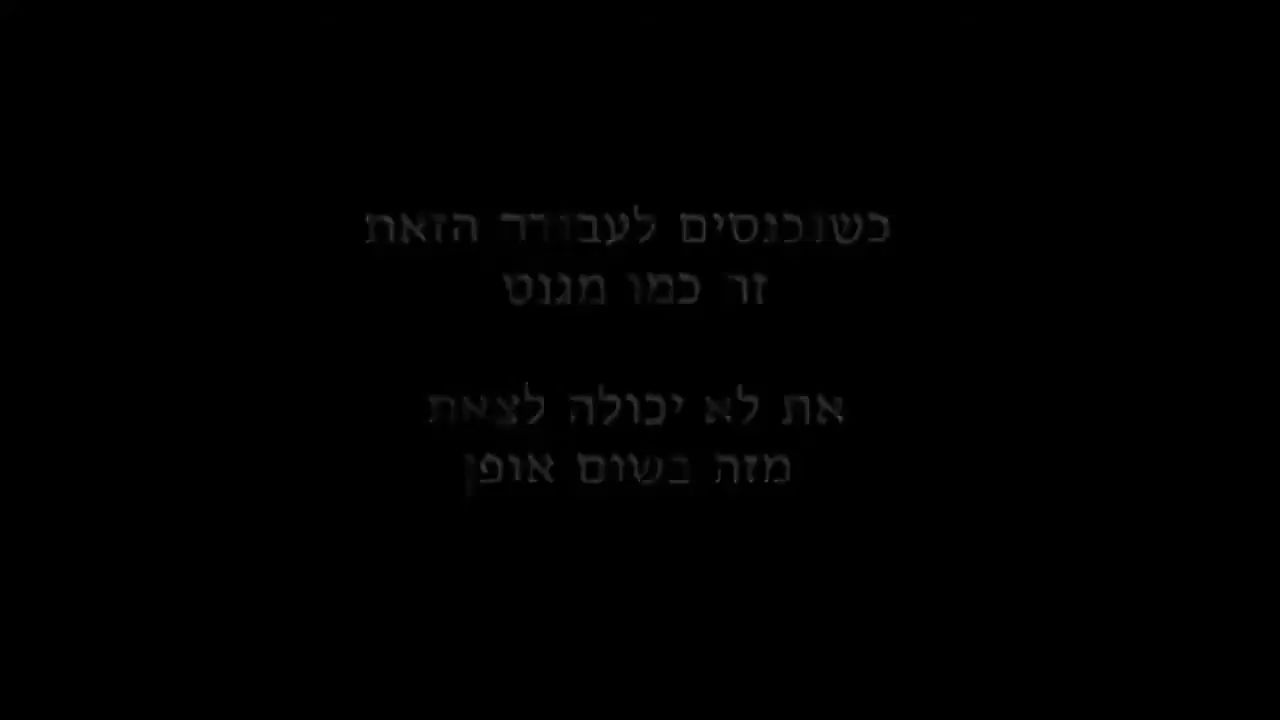 כשנכנסים לעבודה הזאת
זה כמו מגנט
את לא יכולה לצאת
מזה בשום אופן